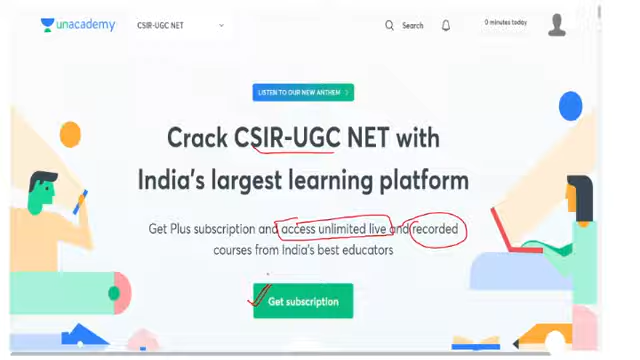 unacademy
CSIR-UGC NET
Search
0 minutes today
LISTEN TO OUR NEW ANTHEM
Crack CSIR-UGC NET with
India's largest learning platform
Get Plus subscription and access unlimited live and recorded
courses from India's best educators
Get subscription